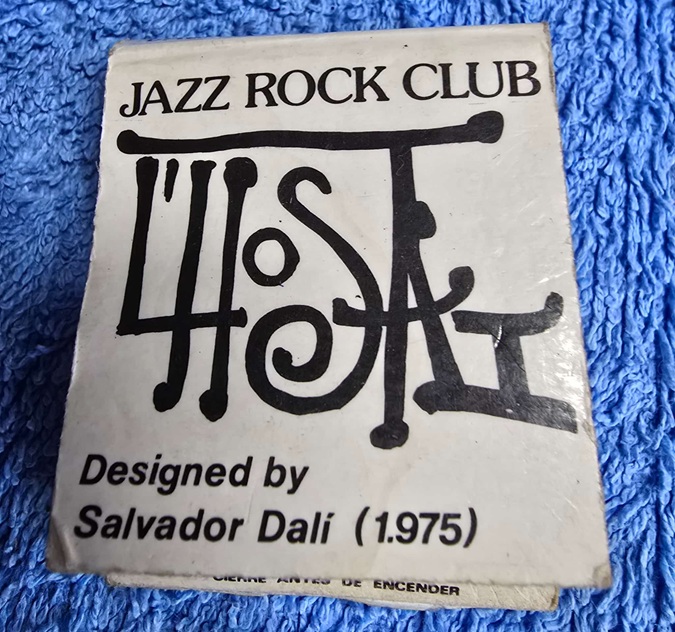 JAZZ ROCK CLUB
L'HOSTAL
Designed by
Salvador Dalí (1.975)
CIERRE ANTES DE ENCENDER